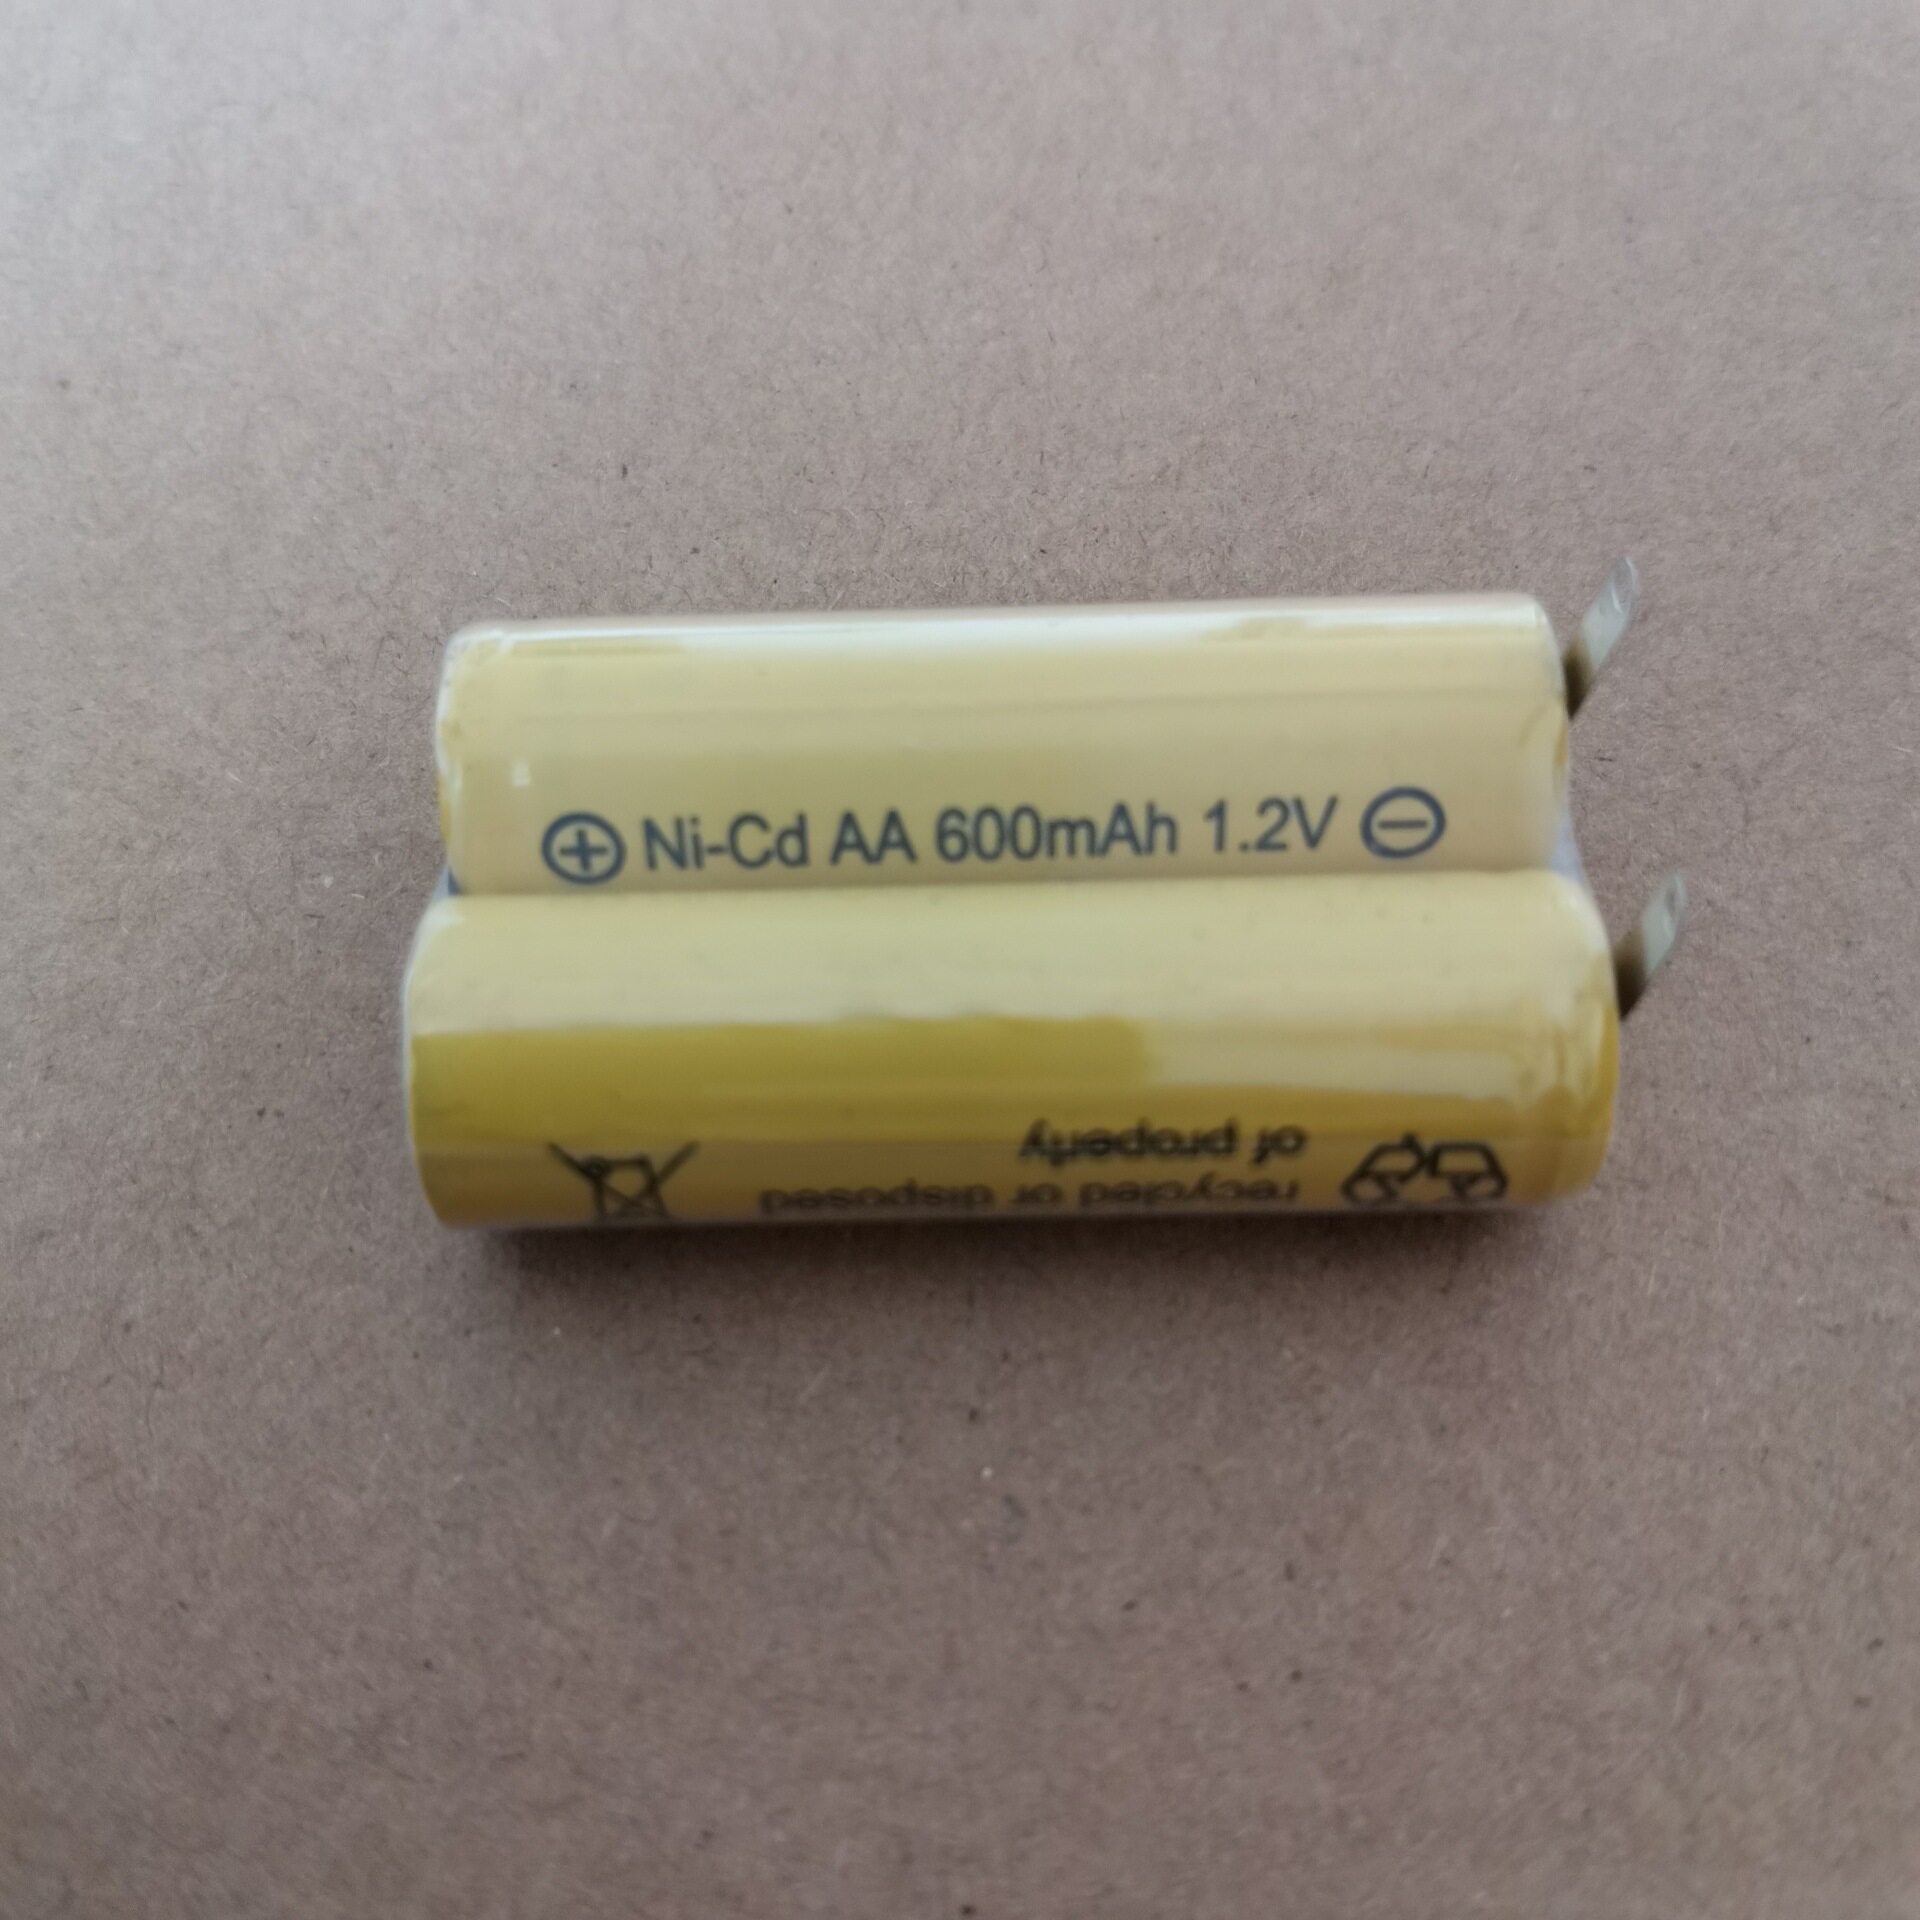 ⊕ Ni-Cd AA 600mAh 1.2V ⊖
recycled or disposed
of properly